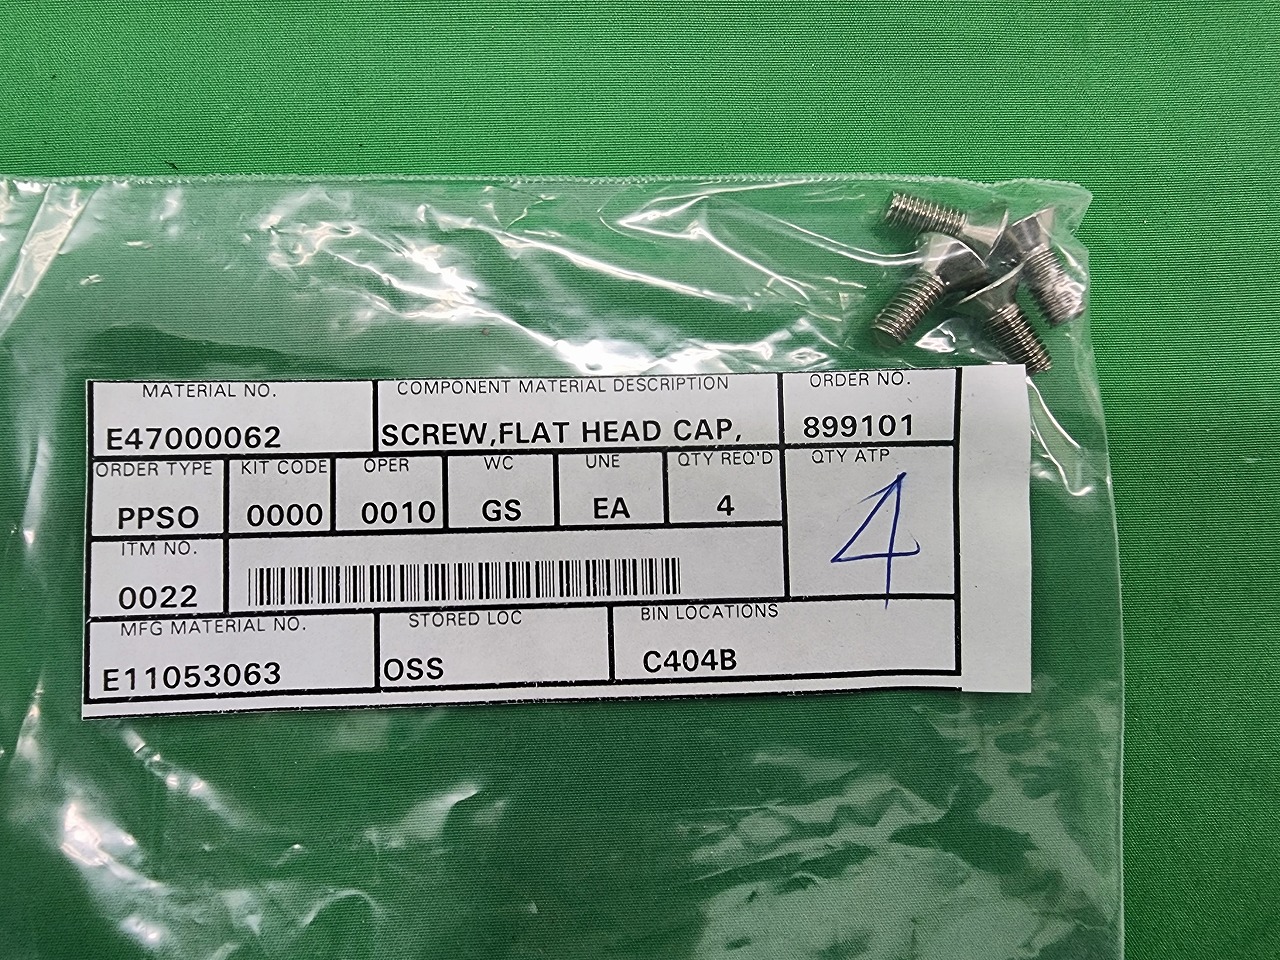 MATERIAL NO. COMPONENT MATERIAL DESCRIPTION ORDER NO.
E47000062 SCREW,FLAT HEAD CAP, 899101
ORDER TYPE KIT CODE OPER WC UNE QTY REQ'D QTY ATP
PPSO 0000 0010 GS EA 4 4
ITM NO.
0022
MFG MATERIAL NO. STORED LOC BIN LOCATIONS
E11053063 OSS C404B